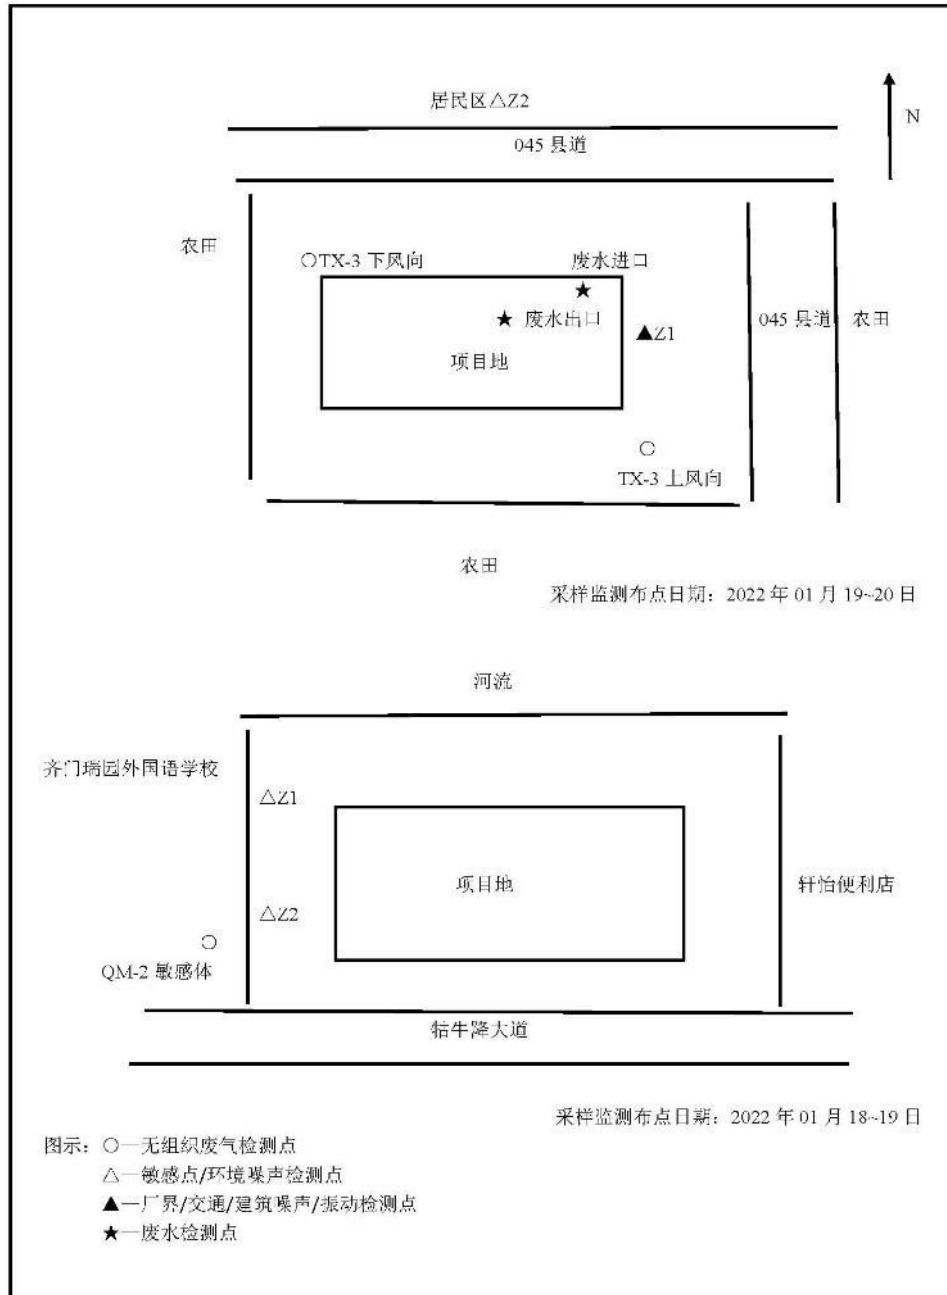 居民区△Z2
N
045 县道
农田
○TX-3 下风向
废水进口
★
★ 废水出口
▲Z1
045 县道
农田
项目地
○
TX-3 上风向
农田
采样监测布点日期：2022 年 01 月 19~20 日
河流
齐门瑞园外国语学校
△Z1
项目地
轩怡便利店
△Z2
○
QM-2 敏感体
牯牛降大道
采样监测布点日期：2022 年 01 月 18~19 日
图示：○—无组织废气检测点
△—敏感点/环境噪声检测点
▲—厂界/交通/建筑噪声/振动检测点
★—废水检测点